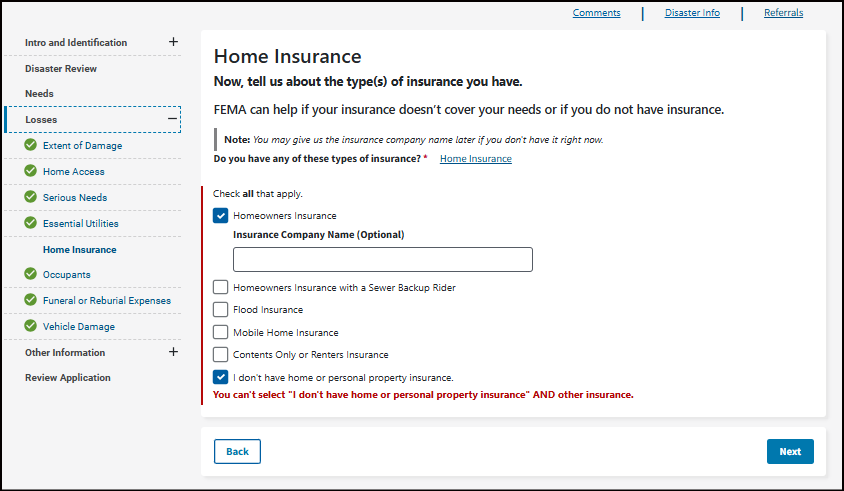 Comments | Disaster Info | Referrals
Intro and Identification +
Disaster Review
Needs
Losses −
Extent of Damage
Home Access
Serious Needs
Essential Utilities
Home Insurance
Occupants
Funeral or Reburial Expenses
Vehicle Damage
Other Information +
Review Application
Home Insurance
Now, tell us about the type(s) of insurance you have.
FEMA can help if your insurance doesn't cover your needs or if you do not have insurance.
Note: You may give us the insurance company name later if you don't have it right now.
Do you have any of these types of insurance? * Home Insurance
Check all that apply.
Homeowners Insurance
Insurance Company Name (Optional)
Homeowners Insurance with a Sewer Backup Rider
Flood Insurance
Mobile Home Insurance
Contents Only or Renters Insurance
I don't have home or personal property insurance.
You can't select "I don't have home or personal property insurance" AND other insurance.
Back
Next